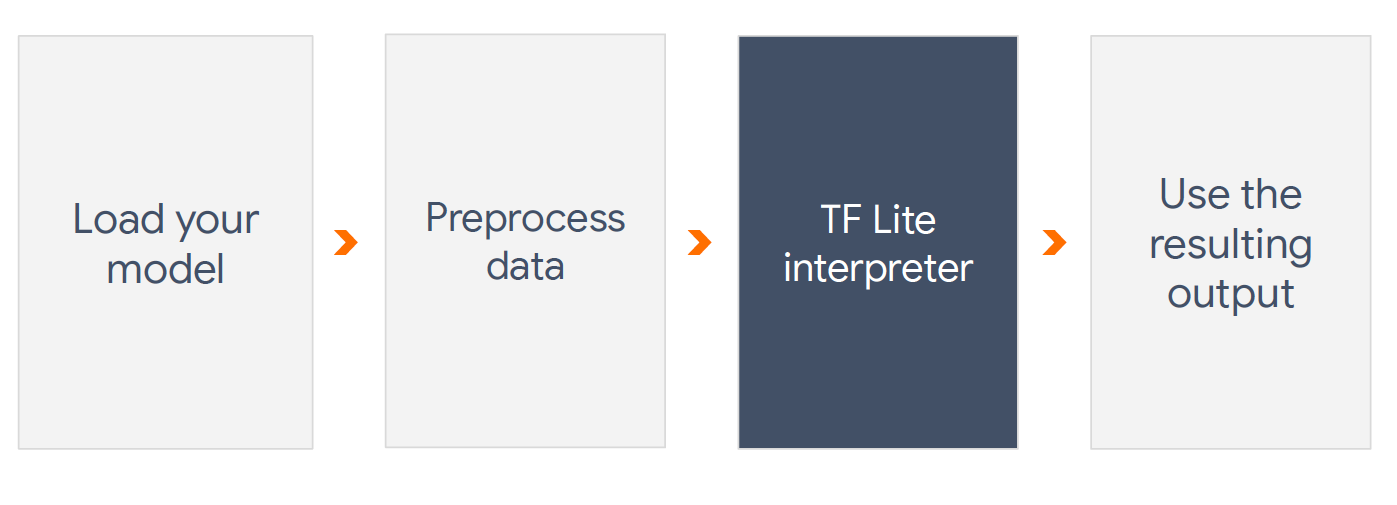 Load your
model
Preprocess
data
TF Lite
interpreter
Use the
resulting
output